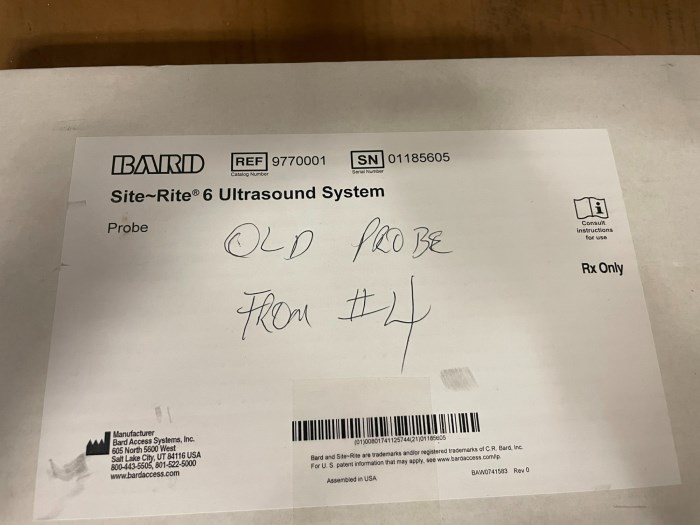 BARD REF 9770001 SN 01185605
Catalog Number Serial Number
Site~Rite® 6 Ultrasound System
Probe
OLD PROBE
FROM #4
Consult
instructions
for use
Rx Only
Manufacturer
Bard Access Systems, Inc.
605 North 5600 West
Salt Lake City, UT 84116 USA
800-443-5505, 801-522-5000
www.bardaccess.com
(01)00801741125744(21)01185605
Bard and Site~Rite are trademarks and/or registered trademarks of C.R. Bard, Inc.
For U. S. patent information that may apply, see www.bardaccess.com/ip.
Assembled in USA
BAW0741583 Rev 0